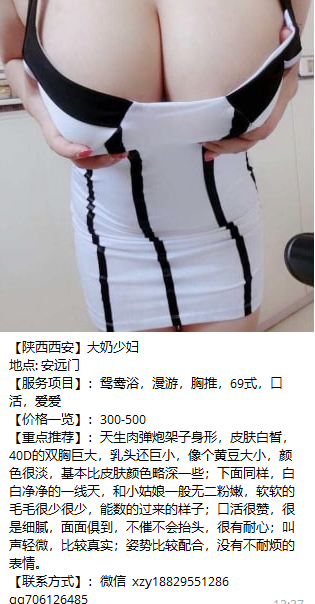 【陕西西安】大奶少妇
地点: 安远门
【服务项目】：鸳鸯浴，漫游，胸推，69式，口
活，爱爱
【价格一览】：300-500
【重点推荐】：天生肉弹炮架子身形，皮肤白皙，
40D的双胸巨大，乳头还巨小，像个黄豆大小，颜
色很淡，基本比皮肤颜色略深一些；下面同样，白
白净净的一线天，和小姑娘一般无二粉嫩，软软的
毛毛很少很少，能数的过来的样子；口活很赞，很
是细腻，面面俱到，不催不会抬头，很有耐心；叫
声轻微，比较真实；姿势比较配合，没有不耐烦的
表情。
【联系方式】：微信 xzy18829551286
qq706126485